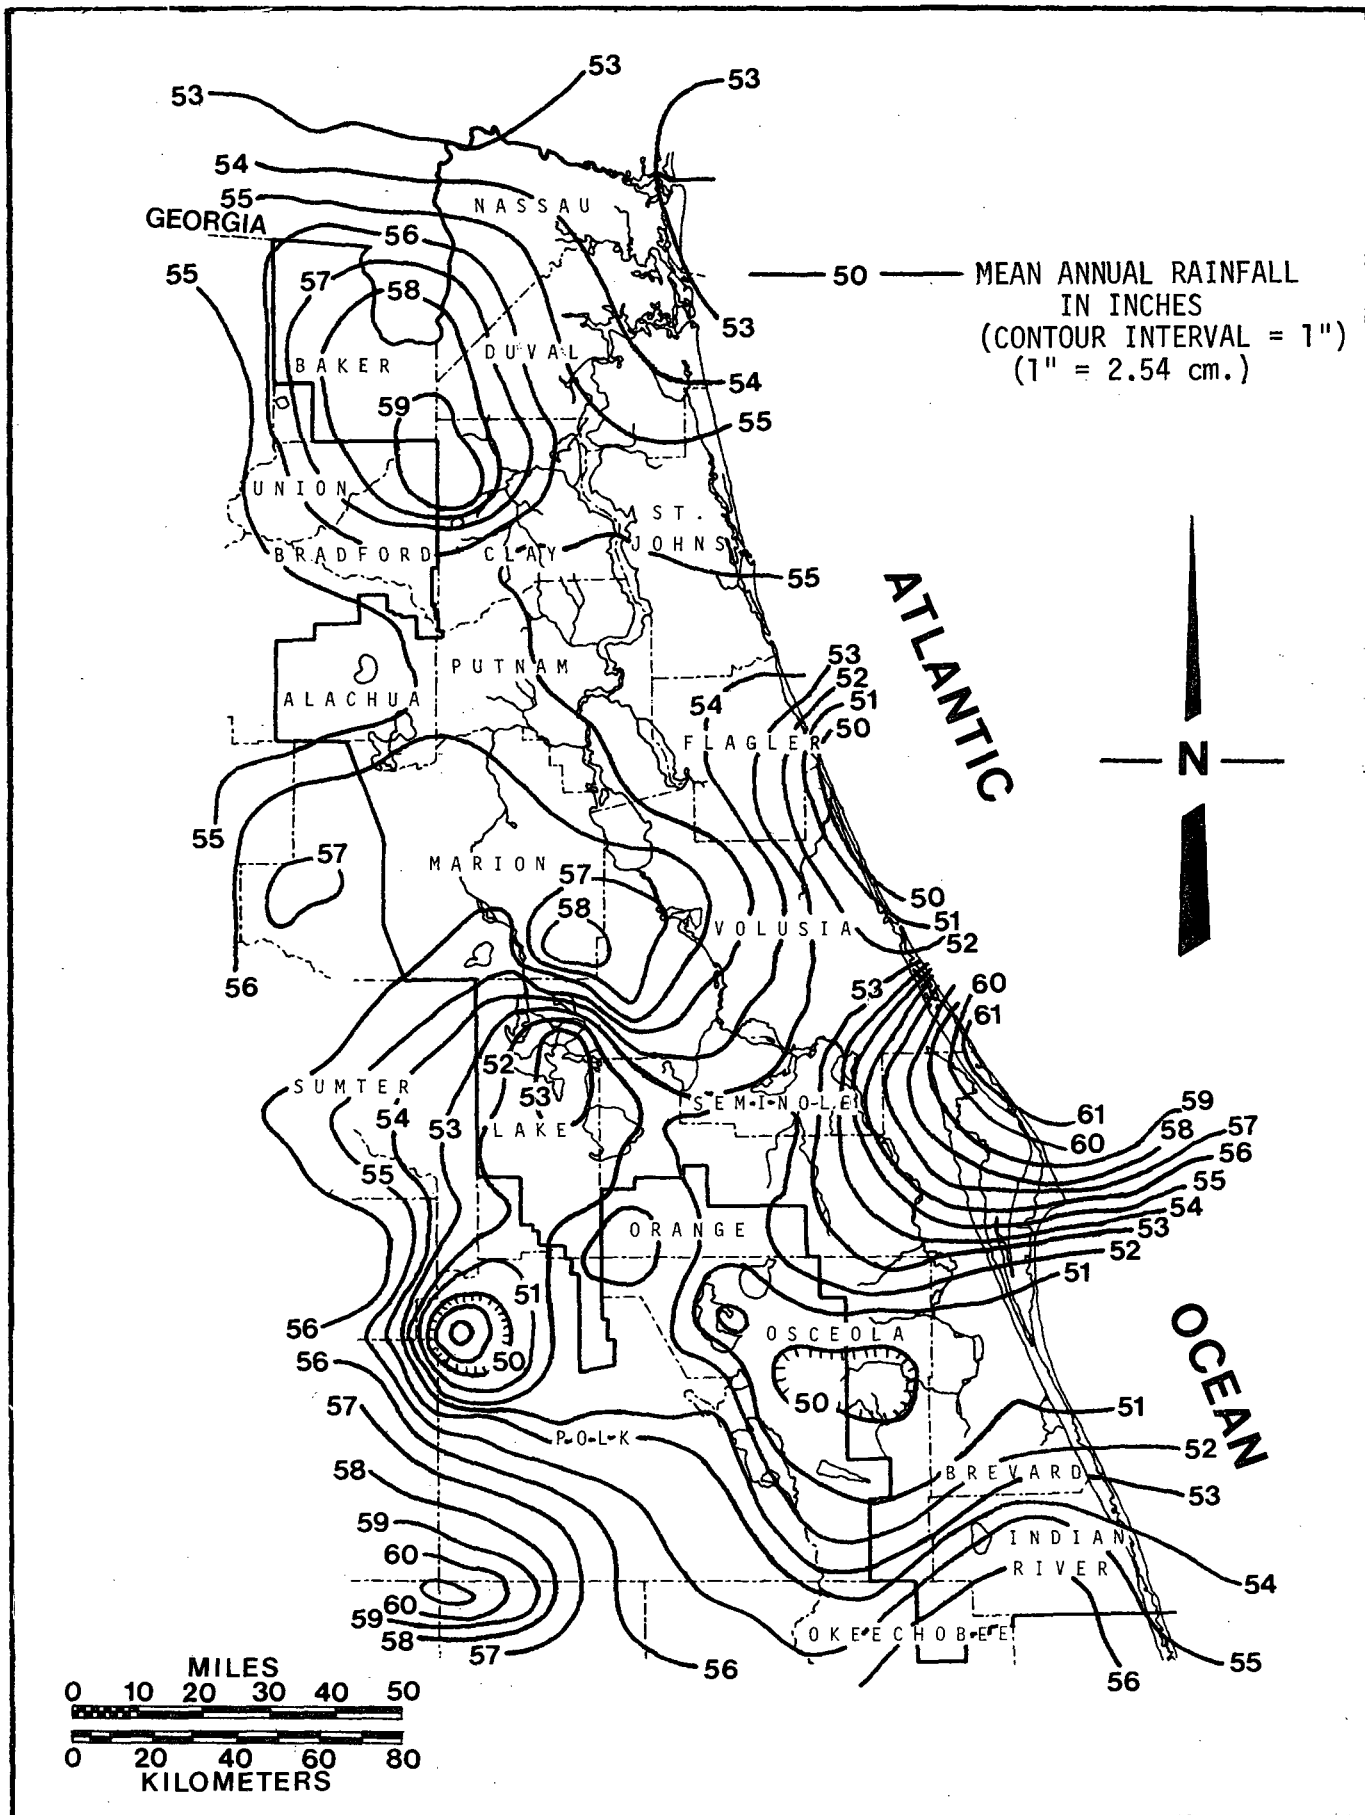 53
53
53
54
55
GEORGIA
NASSAU
56
55
57
58
50
MEAN ANNUAL RAINFALL
IN INCHES
(CONTOUR INTERVAL = 1")
(1" = 2.54 cm.)
53
DUVAL
BAKER
54
59
55
UNION
ST.
JOHNS
BRADFORD
CLAY
55
ATLANTIC
53
PUTNAM
52
ALACHUA
51
54
50
FLAGLER
N
55
57
MARION
57
58
50
51
VOLUSIA
52
56
53
60
61
52
SUMTER
53
SEMINOLE
54
53
LAKE
61
59
60
58
57
56
55
55
54
ORANGE
53
52
51
51
56
OSCEOLA
OCEAN
50
56
50
57
51
POLK
52
58
BREVARD
53
59
INDIAN
RIVER
60
54
60
59
58
OKEECHOBEE
57
56
55
56
MILES
0 10 20 30 40 50
0 20 40 60 80
KILOMETERS